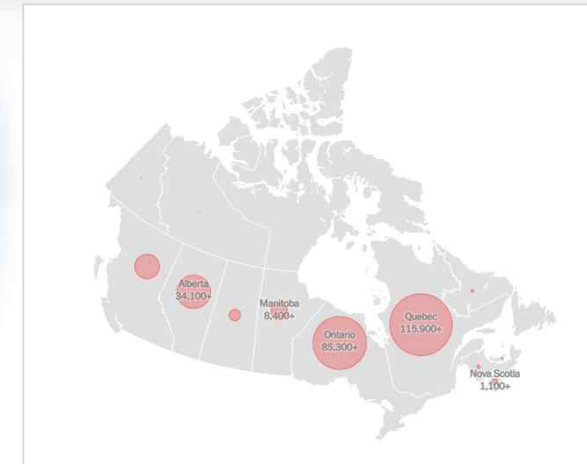 Alberta
34,100+
Manitoba
8,400+
Ontario
85,300+
Quebec
115,900+
Nova Scotia
1,100+